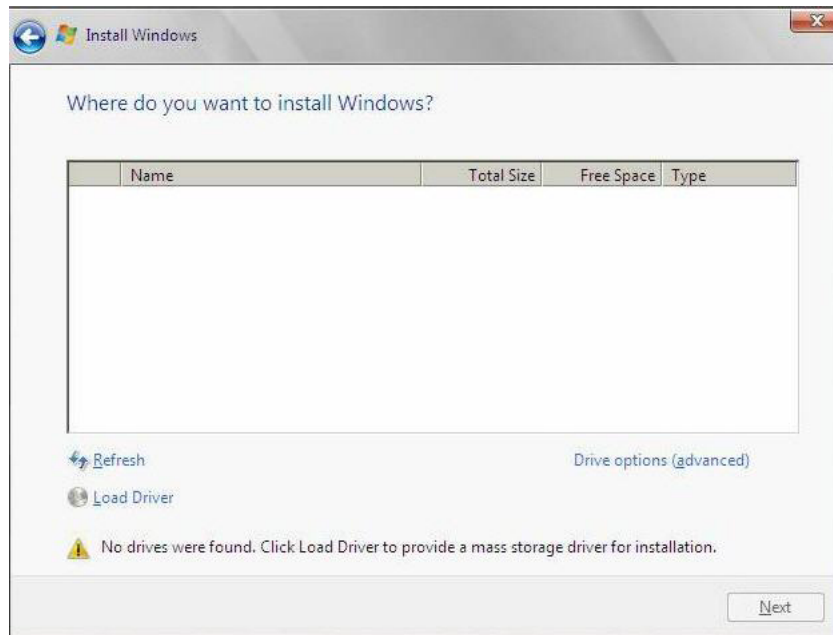 Install Windows
Where do you want to install Windows?
Name Total Size Free Space Type
Refresh Drive options (advanced)
Load Driver
No drives were found. Click Load Driver to provide a mass storage driver for installation.
Next